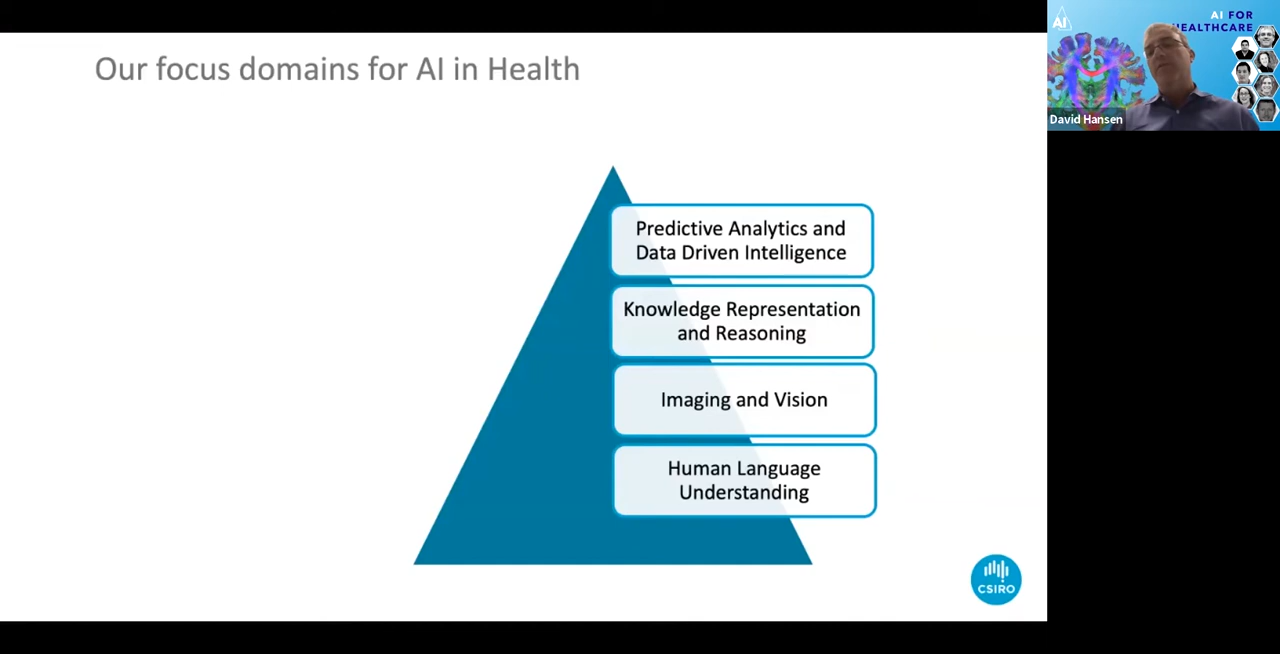 Our focus domains for AI in Health
Predictive Analytics and
Data Driven Intelligence
Knowledge Representation
and Reasoning
Imaging and Vision
Human Language
Understanding
CSIRO
AI FOR
HEALTHCARE
AI
David Hansen